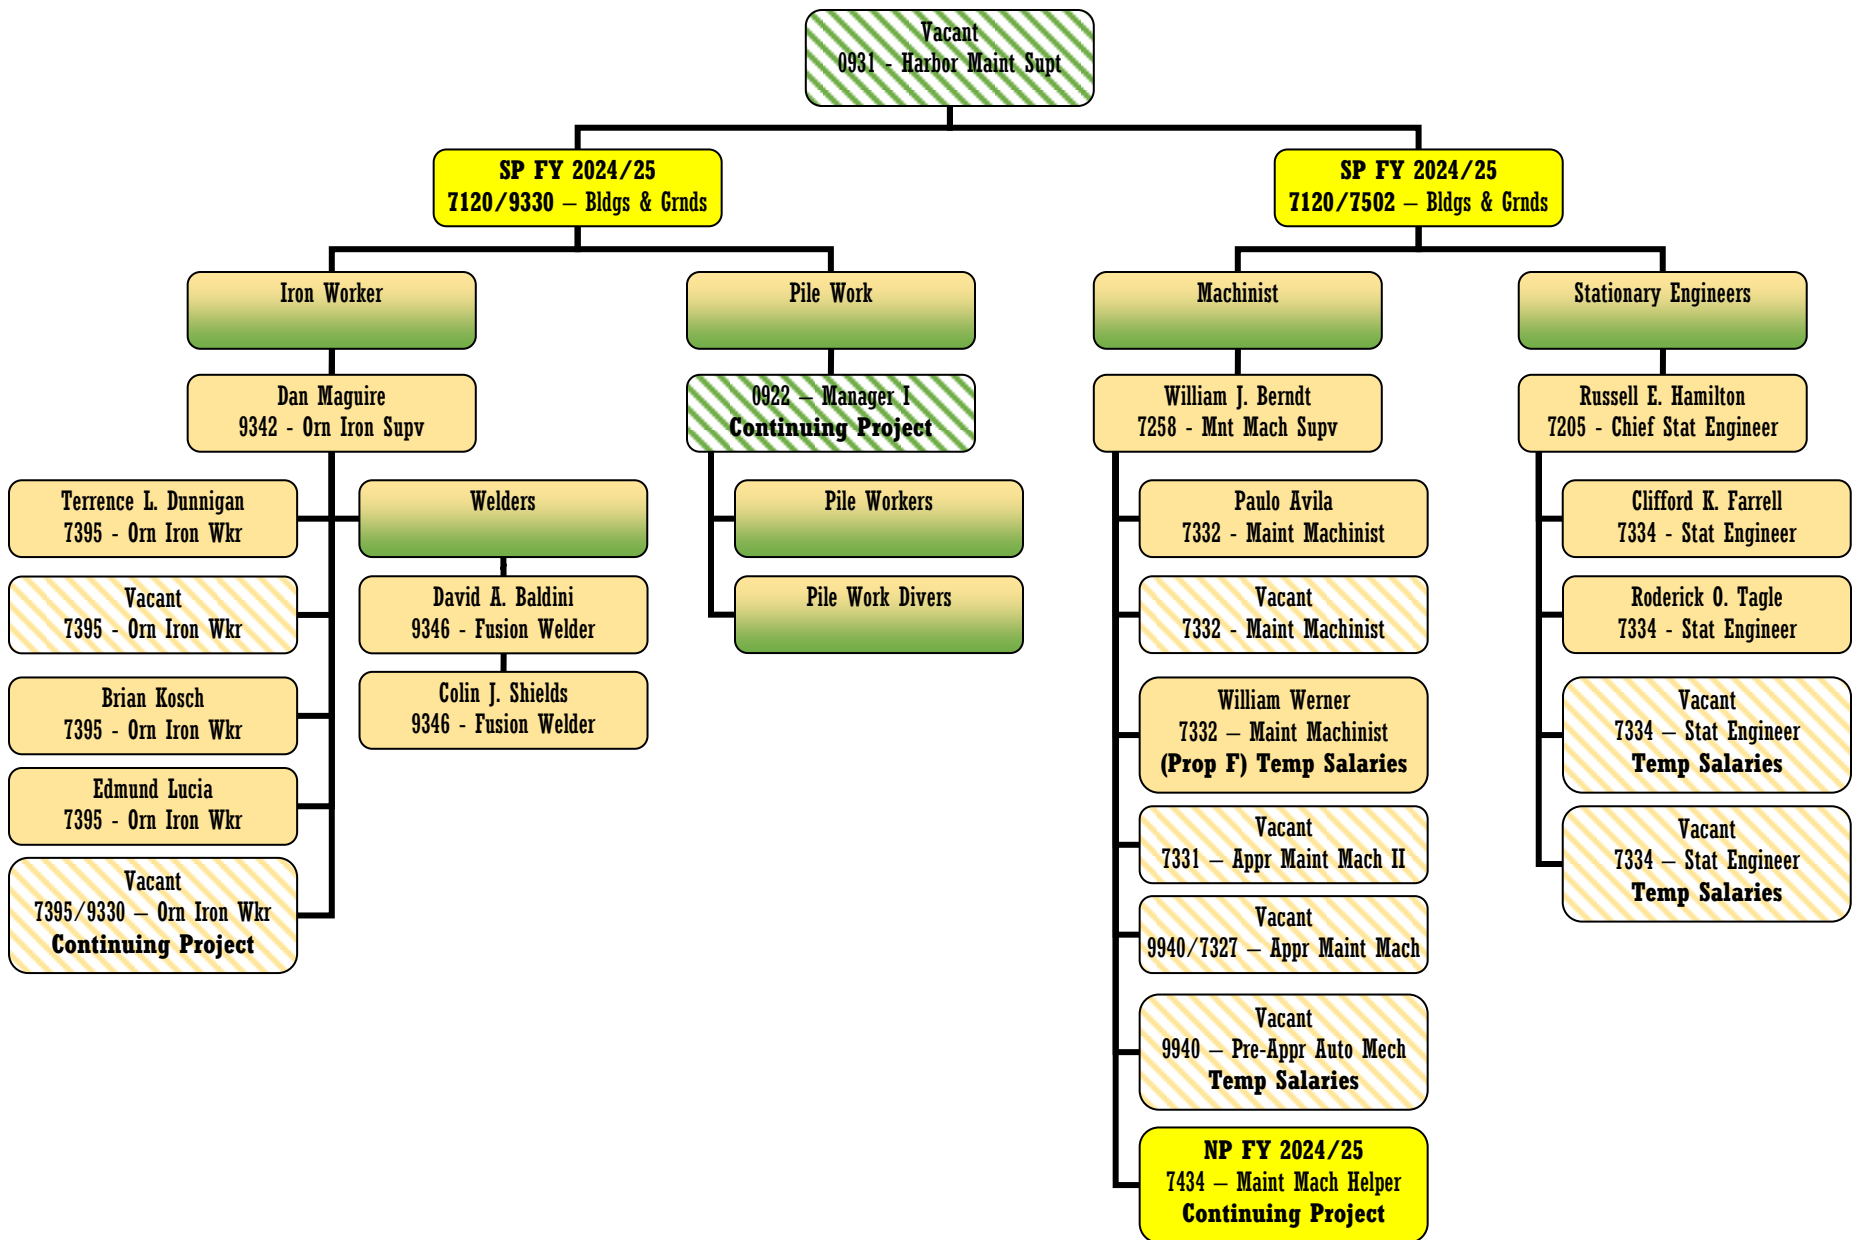 Vacant
0931 - Harbor Maint Supt
SP FY 2024/25
7120/9330 – Bldgs & Grnds
SP FY 2024/25
7120/7502 – Bldgs & Grnds
Iron Worker
Pile Work
Machinist
Stationary Engineers
Dan Maguire
9342 - Orn Iron Supv
0922 – Manager I
Continuing Project
William J. Berndt
7258 - Mnt Mach Supv
Russell E. Hamilton
7205 - Chief Stat Engineer
Terrence L. Dunnigan
7395 - Orn Iron Wkr
Vacant
7395 - Orn Iron Wkr
Brian Kosch
7395 - Orn Iron Wkr
Edmund Lucia
7395 - Orn Iron Wkr
Vacant
7395/9330 – Orn Iron Wkr
Continuing Project
Welders
David A. Baldini
9346 - Fusion Welder
Colin J. Shields
9346 - Fusion Welder
Pile Workers
Pile Work Divers
Paulo Avila
7332 - Maint Machinist
Vacant
7332 - Maint Machinist
William Werner
7332 – Maint Machinist
(Prop F) Temp Salaries
Vacant
7331 – Appr Maint Mach II
Vacant
9940/7327 – Appr Maint Mach
Vacant
9940 – Pre-Appr Auto Mech
Temp Salaries
NP FY 2024/25
7434 – Maint Mach Helper
Continuing Project
Clifford K. Farrell
7334 - Stat Engineer
Roderick O. Tagle
7334 - Stat Engineer
Vacant
7334 – Stat Engineer
Temp Salaries
Vacant
7334 – Stat Engineer
Temp Salaries